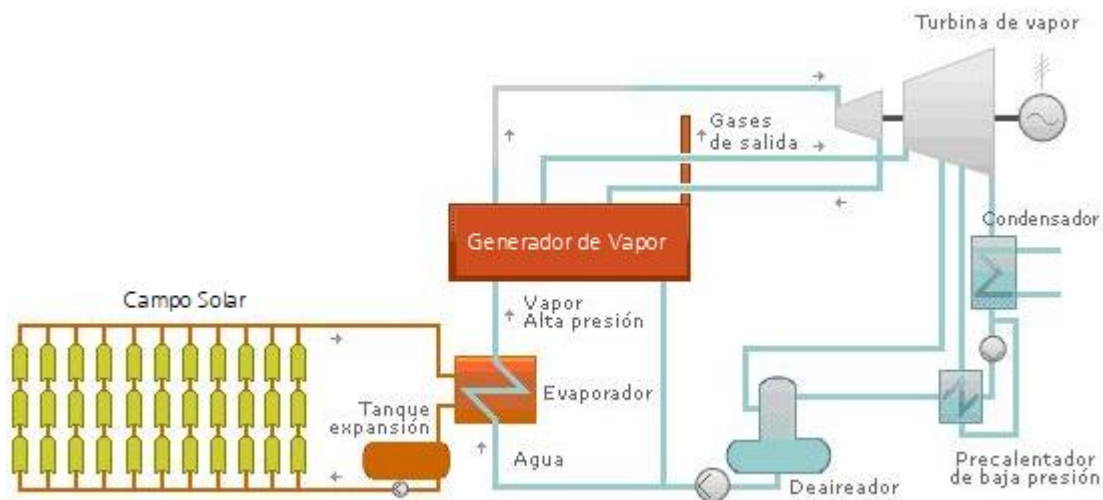 Turbina de vapor
Gases
de salida
Condensador
Generador de Vapor
Campo Solar
Vapor
Alta presión
Evaporador
Tanque
expansión
Agua
Deaireador
Precalentador
de baja presión